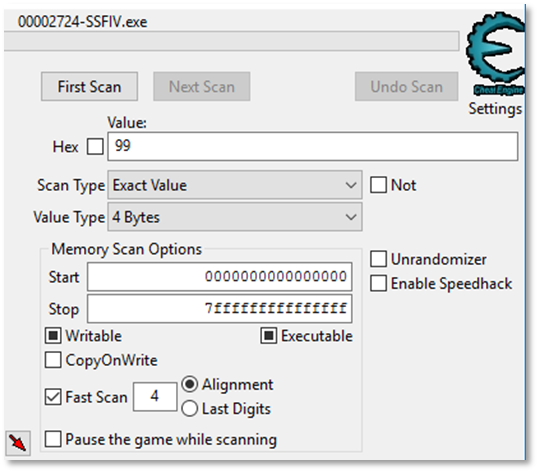 00002724-SSFIV.exe
First Scan Next Scan Undo Scan
Cheat Engine
Settings
Value:
Hex 99
Scan Type Exact Value Not
Value Type 4 Bytes
Memory Scan Options
Unrandomizer
Start 0000000000000000
Enable Speedhack
Stop 7fffffffffffffff
Writable Executable
CopyOnWrite
Fast Scan 4 Alignment
Last Digits
Pause the game while scanning